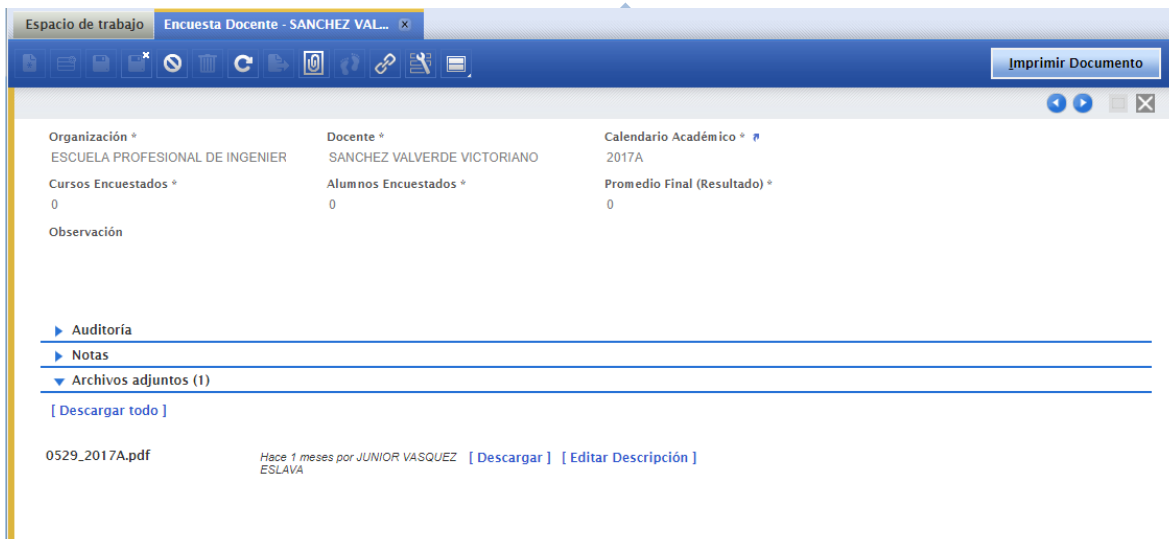 Espacio de trabajo
Encuesta Docente - SANCHEZ VAL...
Imprimir Documento
Organización * Docente * Calendario Académico *
ESCUELA PROFESIONAL DE INGENIER SANCHEZ VALVERDE VICTORIANO 2017A
Cursos Encuestados * Alumnos Encuestados * Promedio Final (Resultado) *
0 0 0
Observación
Auditoría
Notas
Archivos adjuntos (1)
[ Descargar todo ]
0529_2017A.pdf Hace 1 meses por JUNIOR VASQUEZ [ Descargar ] [ Editar Descripción ]
ESLAVA